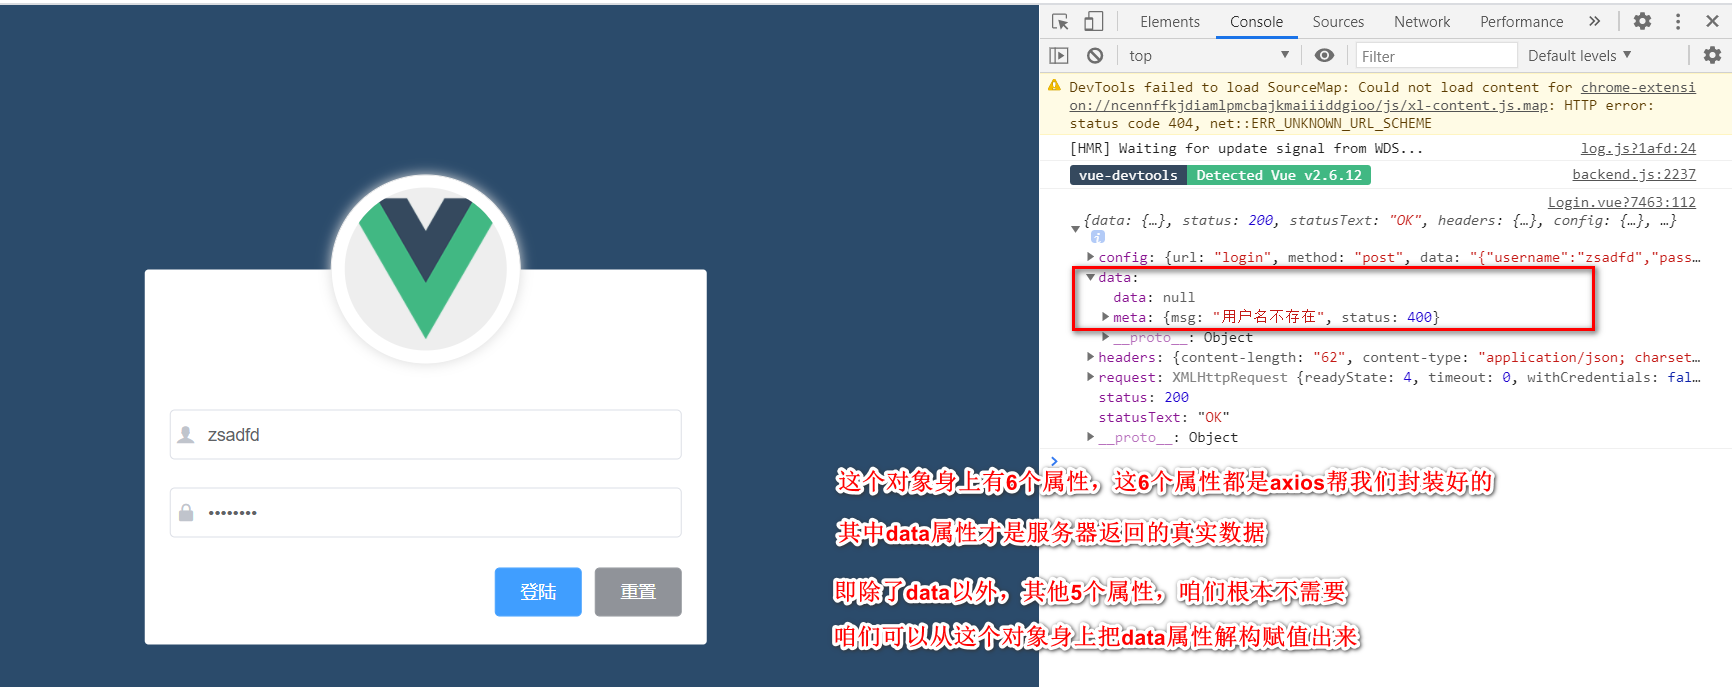 zsadfd
••••••••
登陆
重置
Elements Console Sources Network Performance »
top
Filter
Default levels
DevTools failed to load SourceMap: Could not load content for chrome-extensi
on://ncennffkjdiamlpmcbajkmaiiiddgioo/js/xl-content.js.map: HTTP error:
status code 404, net::ERR_UNKNOWN_URL_SCHEME
[HMR] Waiting for update signal from WDS... log.js?1afd:24
vue-devtools Detected Vue v2.6.12 backend.js:2237
Login.vue?7463:112
{data: {…}, status: 200, statusText: "OK", headers: {…}, config: {…}, …}
i
config: {url: "login", method: "post", data: "{"username":"zsadfd","pass…
data:
data: null
meta: {msg: "用户名不存在", status: 400}
__proto__: Object
headers: {content-length: "62", content-type: "application/json; charset…
request: XMLHttpRequest {readyState: 4, timeout: 0, withCredentials: fal…
status: 200
statusText: "OK"
__proto__: Object
这个对象身上有6个属性，这6个属性都是axios帮我们封装好的
其中data属性才是服务器返回的真实数据
即除了data以外，其他5个属性，咱们根本不需要
咱们可以从这个对象身上把data属性解构赋值出来